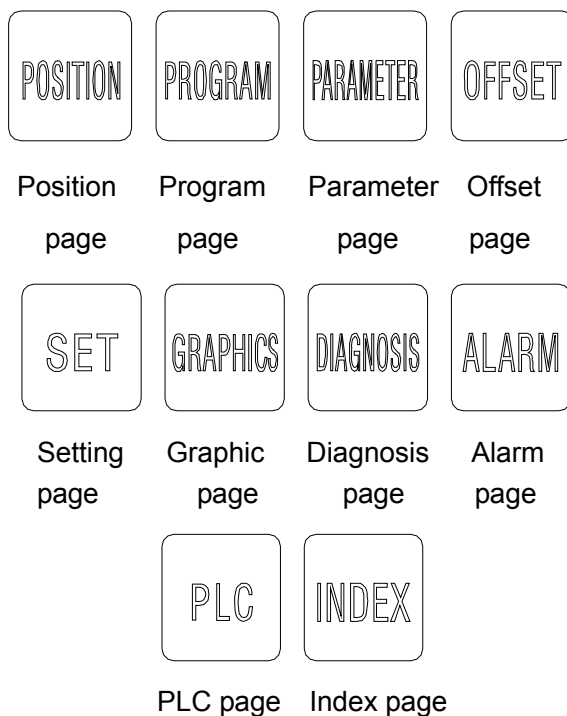 POSITION PROGRAM PARAMETER OFFSET
Position Program Parameter Offset
page page page page
SET GRAPHICS DIAGNOSIS ALARM
Setting Graphic Diagnosis Alarm
page page page page
PLC INDEX
PLC page Index page